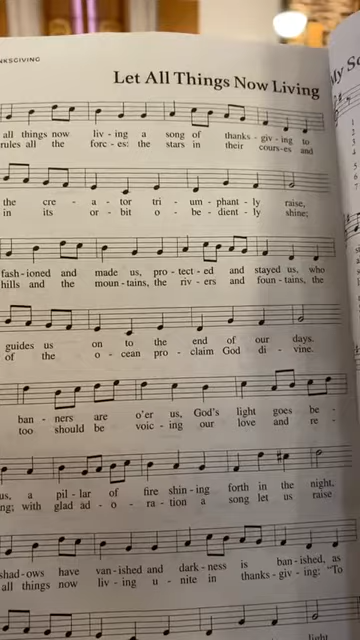 NKSGIVING
Let All Things Now Living
My S
all things now liv - ing a song of thanks - giv - ing to
rules all the forc - es: the stars in their cours - es and
the cre - a - tor tri - um - phant - ly raise,
in its or - bit o - be - dient - ly shine;
fash - ioned and made us, pro - tect - ed and stayed us, who
hills and the moun - tains, the riv - ers and foun - tains, the
guides us on to the end of our days.
of the o - cean pro - claim God di - vine.
ban - ners are o'er us, God's light goes be -
too should be voic - ing our love and re -
us, a pil - lar of fire shin - ing forth in the night,
ng; with glad ad - o - ra - tion a song let us raise
shad - ows have van - ished and dark - ness is ban - ished, as
all things now liv - ing u - nite in thanks - giv - ing: "To
light